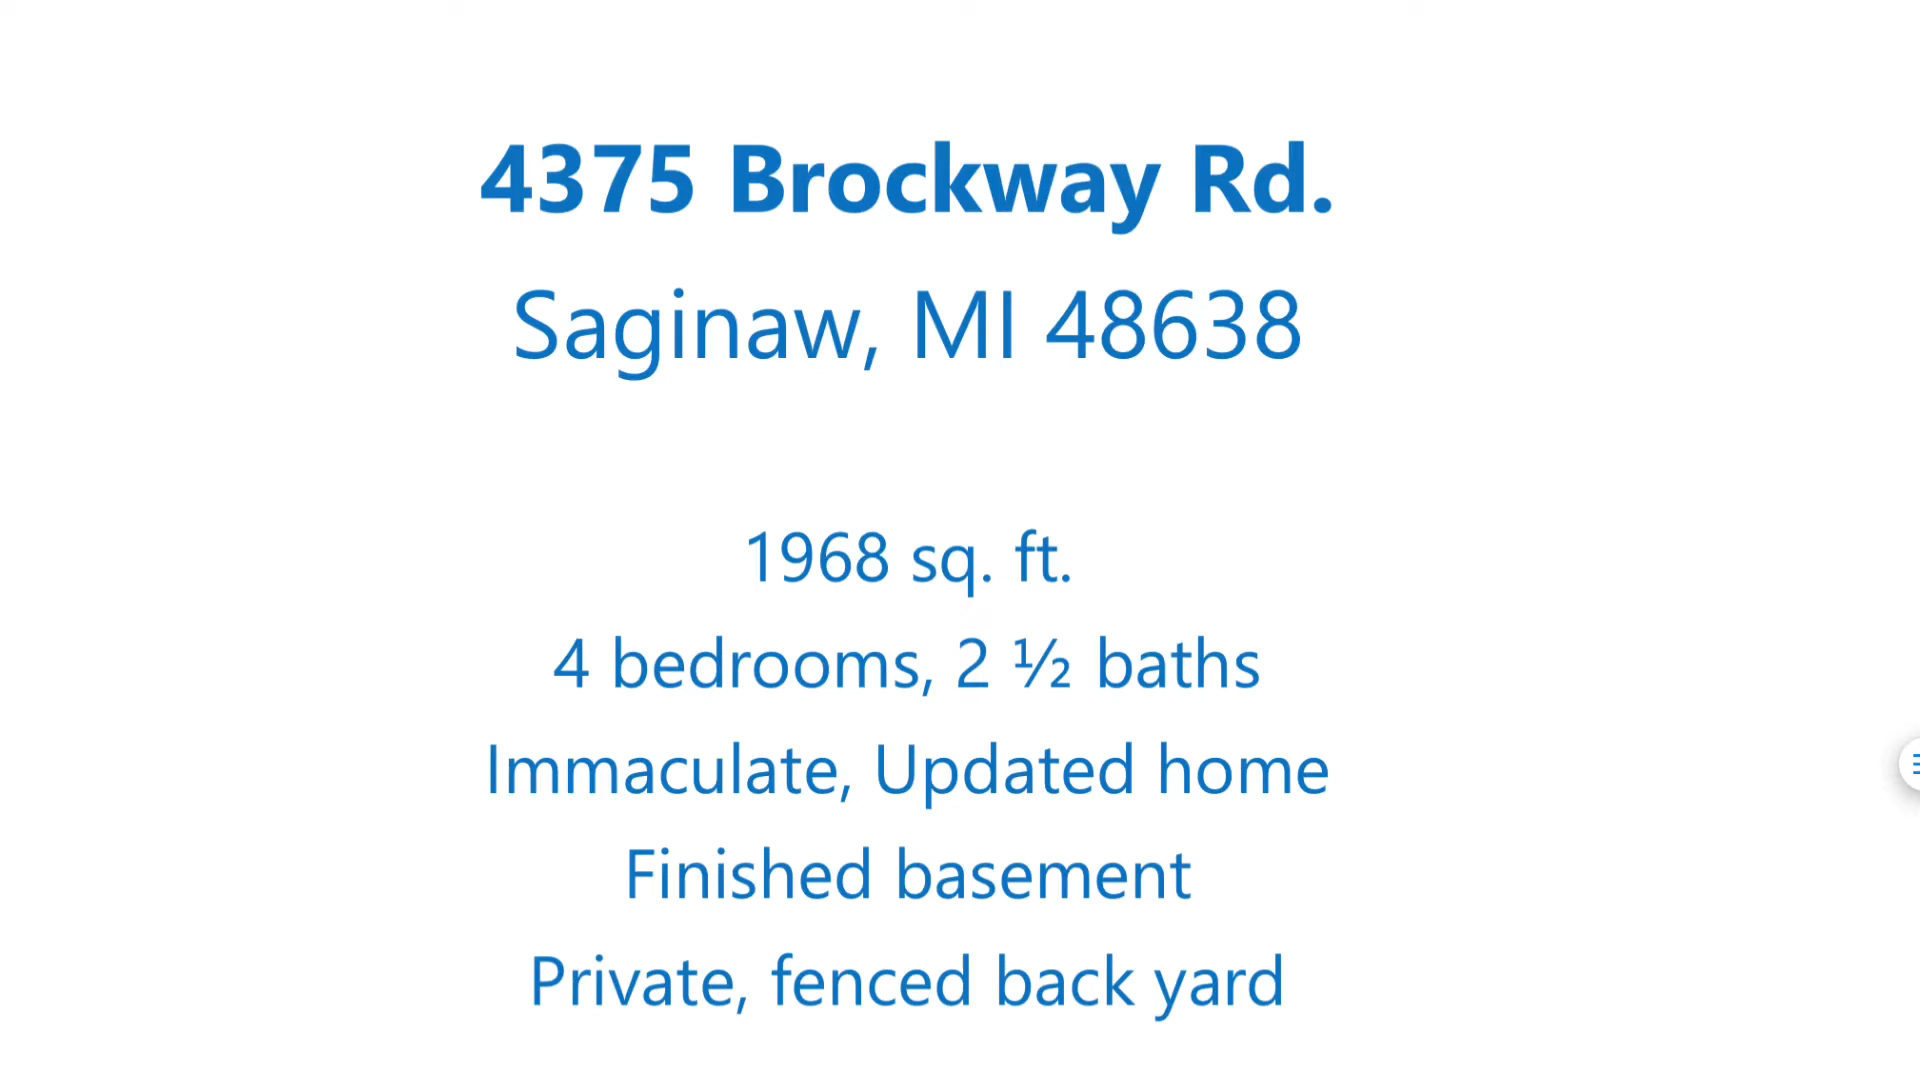 4375 Brockway Rd.
Saginaw, MI 48638
1968 sq. ft.
4 bedrooms, 2 ½ baths
Immaculate, Updated home
Finished basement
Private, fenced back yard